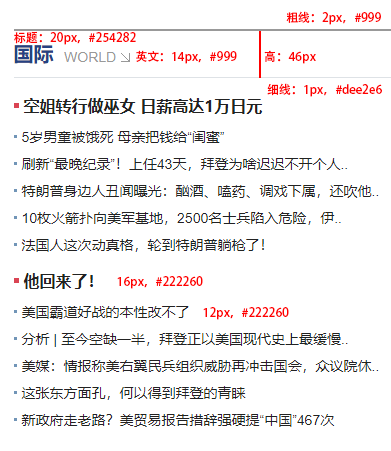 粗线：2px，#999
标题：20px，#254282
国际 WORLD 英文：14px，#999 高：46px
细线：1px，#dee2e6
空姐转行做巫女 日薪高达1万日元
5岁男童被饿死 母亲把钱给“闺蜜”
刷新“最晚纪录”！上任43天，拜登为啥迟迟不开个人..
特朗普身边人丑闻曝光：酗酒、嗑药、调戏下属，还吹他..
10枚火箭扑向美军基地，2500名士兵陷入危险，伊..
法国人这次动真格，轮到特朗普躺枪了！
他回来了！ 16px，#222260
美国霸道好战的本性改不了 12px，#222260
分析 | 至今空缺一半，拜登正以美国现代史上最缓慢..
美媒：情报称美右翼民兵组织威胁再冲击国会，众议院休..
这张东方面孔，何以得到拜登的青睐
新政府走老路？美贸易报告措辞强硬提“中国”467次